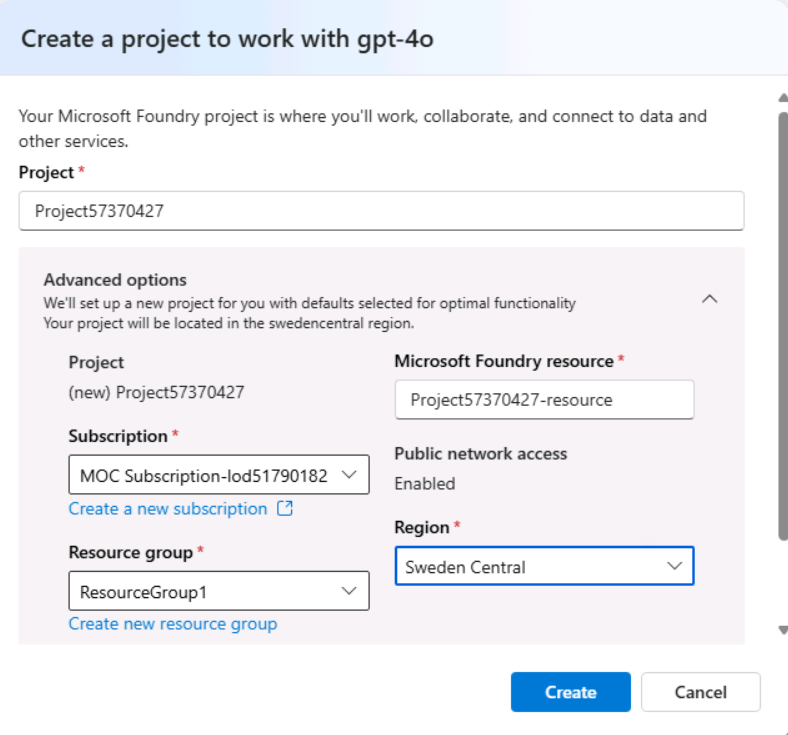 Create a project to work with gpt-4o
Your Microsoft Foundry project is where you'll work, collaborate, and connect to data and
other services.
Project *
Project57370427
Advanced options
We'll set up a new project for you with defaults selected for optimal functionality
Your project will be located in the swedencentral region.
Project
(new) Project57370427
Subscription *
MOC Subscription-lod51790182
Create a new subscription
Resource group *
ResourceGroup1
Create new resource group
Microsoft Foundry resource *
Project57370427-resource
Public network access
Enabled
Region *
Sweden Central
Create
Cancel